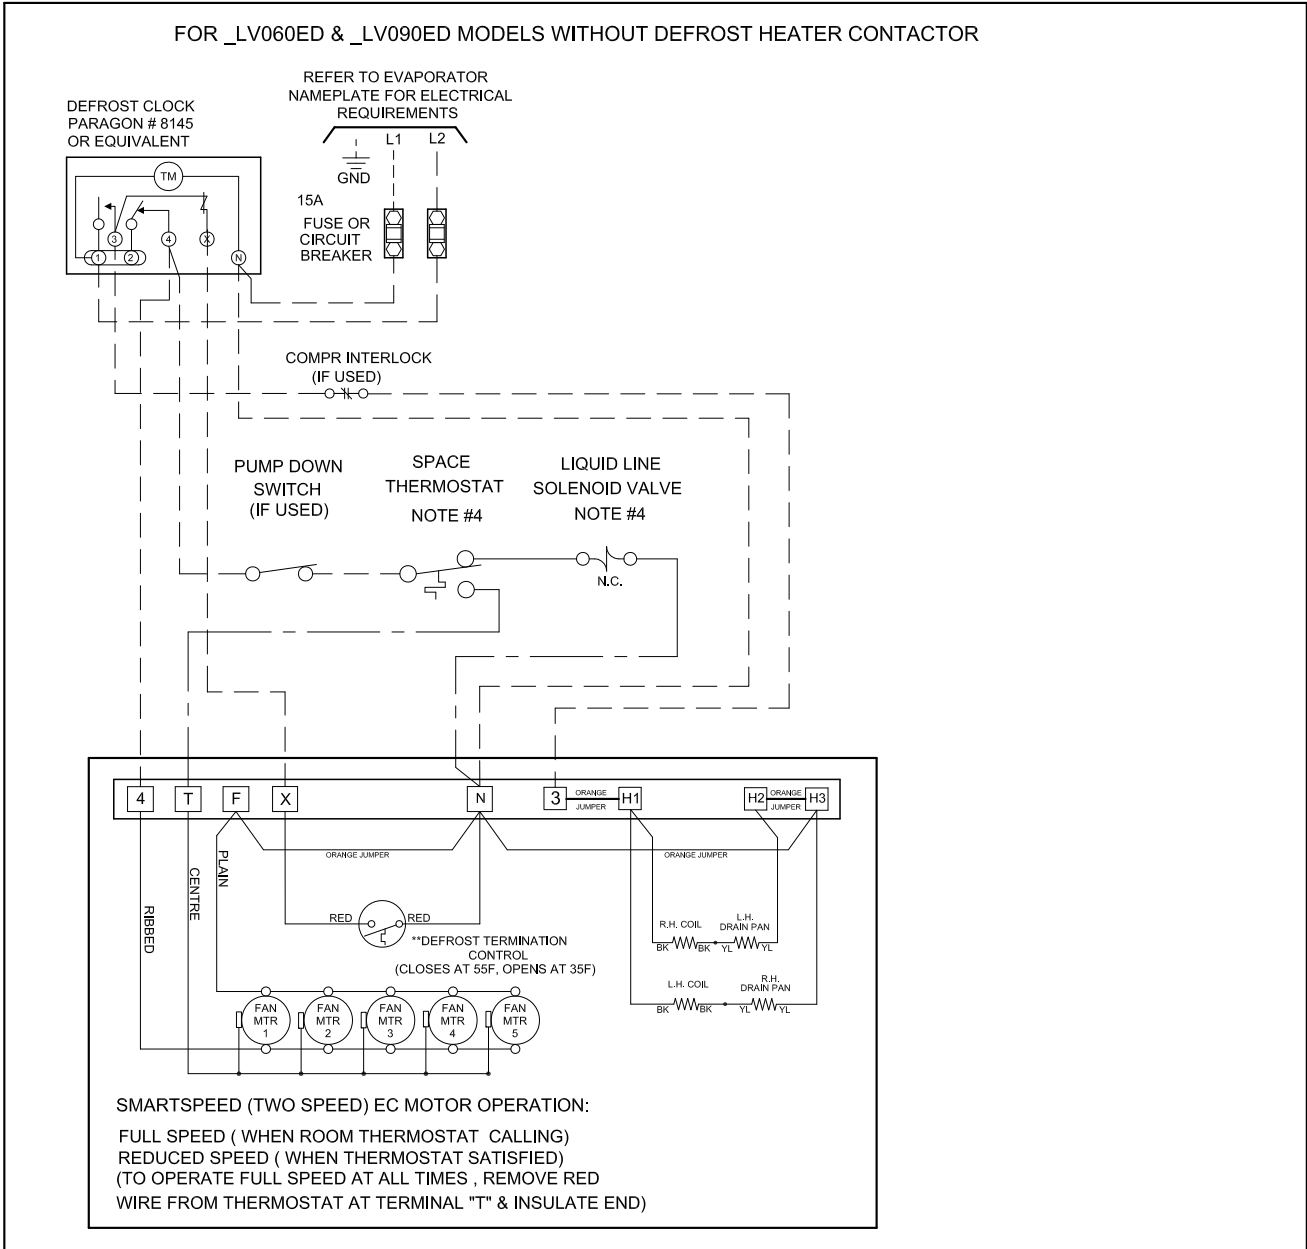 FOR _LV060ED & _LV090ED MODELS WITHOUT DEFROST HEATER CONTACTOR
REFER TO EVAPORATOR
NAMEPLATE FOR ELECTRICAL
REQUIREMENTS
DEFROST CLOCK
PARAGON # 8145
OR EQUIVALENT
L1
L2
GND
TM
15A
FUSE OR
CIRCUIT
BREAKER
3
4
X
1
2
N
COMPR INTERLOCK
(IF USED)
PUMP DOWN
SWITCH
(IF USED)
SPACE
THERMOSTAT
NOTE #4
LIQUID LINE
SOLENOID VALVE
NOTE #4
N.C.
4
T
F
X
N
3
ORANGE
JUMPER
H1
H2
ORANGE
JUMPER
H3
ORANGE JUMPER
ORANGE JUMPER
PLAIN
CENTRE
RIBBED
RED
RED
**DEFROST TERMINATION
CONTROL
(CLOSES AT 55F, OPENS AT 35F)
R.H. COIL
L.H.
DRAIN PAN
BK
BK
YL
YL
L.H. COIL
R.H.
DRAIN PAN
BK
BK
YL
YL
FAN
MTR
1
FAN
MTR
2
FAN
MTR
3
FAN
MTR
4
FAN
MTR
5
SMARTSPEED (TWO SPEED) EC MOTOR OPERATION:
FULL SPEED ( WHEN ROOM THERMOSTAT CALLING)
REDUCED SPEED ( WHEN THERMOSTAT SATISFIED)
(TO OPERATE FULL SPEED AT ALL TIMES , REMOVE RED
WIRE FROM THERMOSTAT AT TERMINAL "T" & INSULATE END)